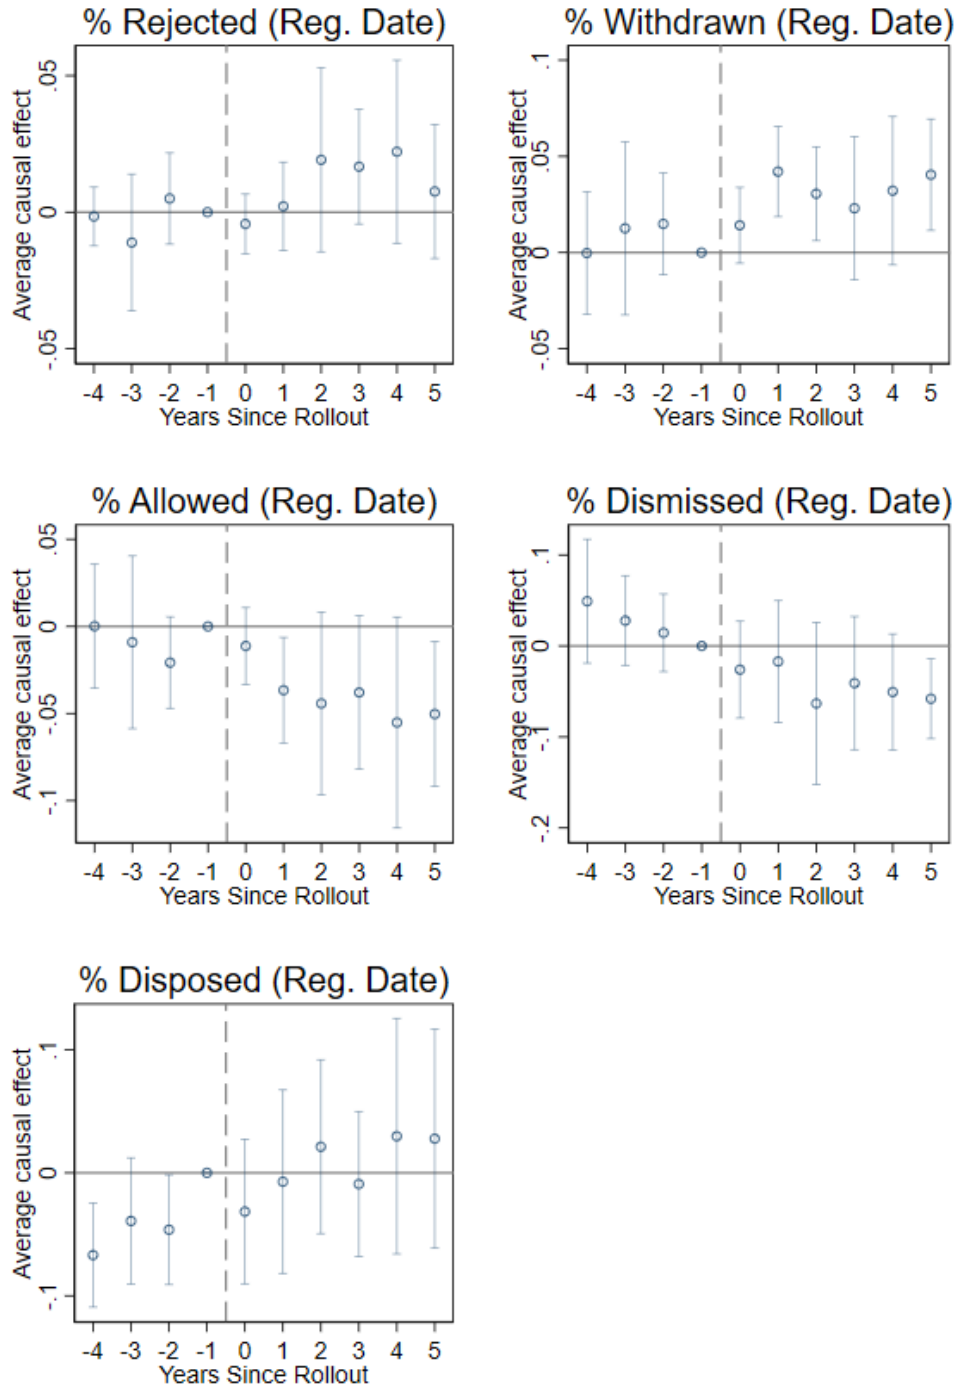 % Rejected (Reg. Date)
Average causal effect
.05
0
-.05
-4 -3 -2 -1 0 1 2 3 4 5
Years Since Rollout
% Withdrawn (Reg. Date)
Average causal effect
.1
.05
0
-.05
-4 -3 -2 -1 0 1 2 3 4 5
Years Since Rollout
% Allowed (Reg. Date)
Average causal effect
.05
0
-.05
-.1
-4 -3 -2 -1 0 1 2 3 4 5
Years Since Rollout
% Dismissed (Reg. Date)
Average causal effect
.1
0
-.1
-.2
-4 -3 -2 -1 0 1 2 3 4 5
Years Since Rollout
% Disposed (Reg. Date)
Average causal effect
.1
0
-.1
-4 -3 -2 -1 0 1 2 3 4 5
Years Since Rollout